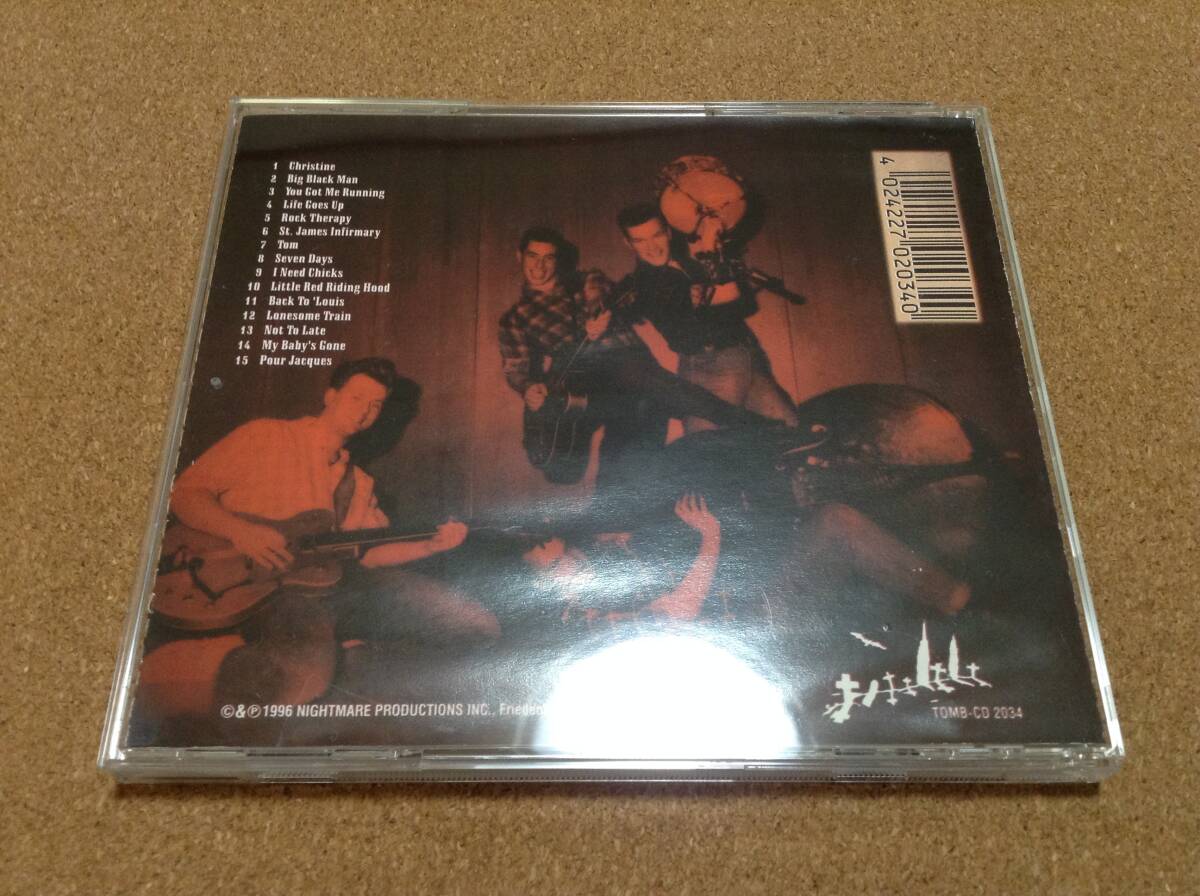 1 Christine
2 Big Black Man
3 You Got Me Running
4 Life Goes Up
5 Rock Therapy
6 St. James Infirmary
7 Tom
8 Seven Days
9 I Need Chicks
10 Little Red Riding Hood
11 Back To 'Louis
12 Lonesome Train
13 Not To Late
14 My Baby's Gone
15 Pour Jacques
4 024227 020340
©&℗ 1996 NIGHTMARE PRODUCTIONS INC.,
TOMB-CD 2034